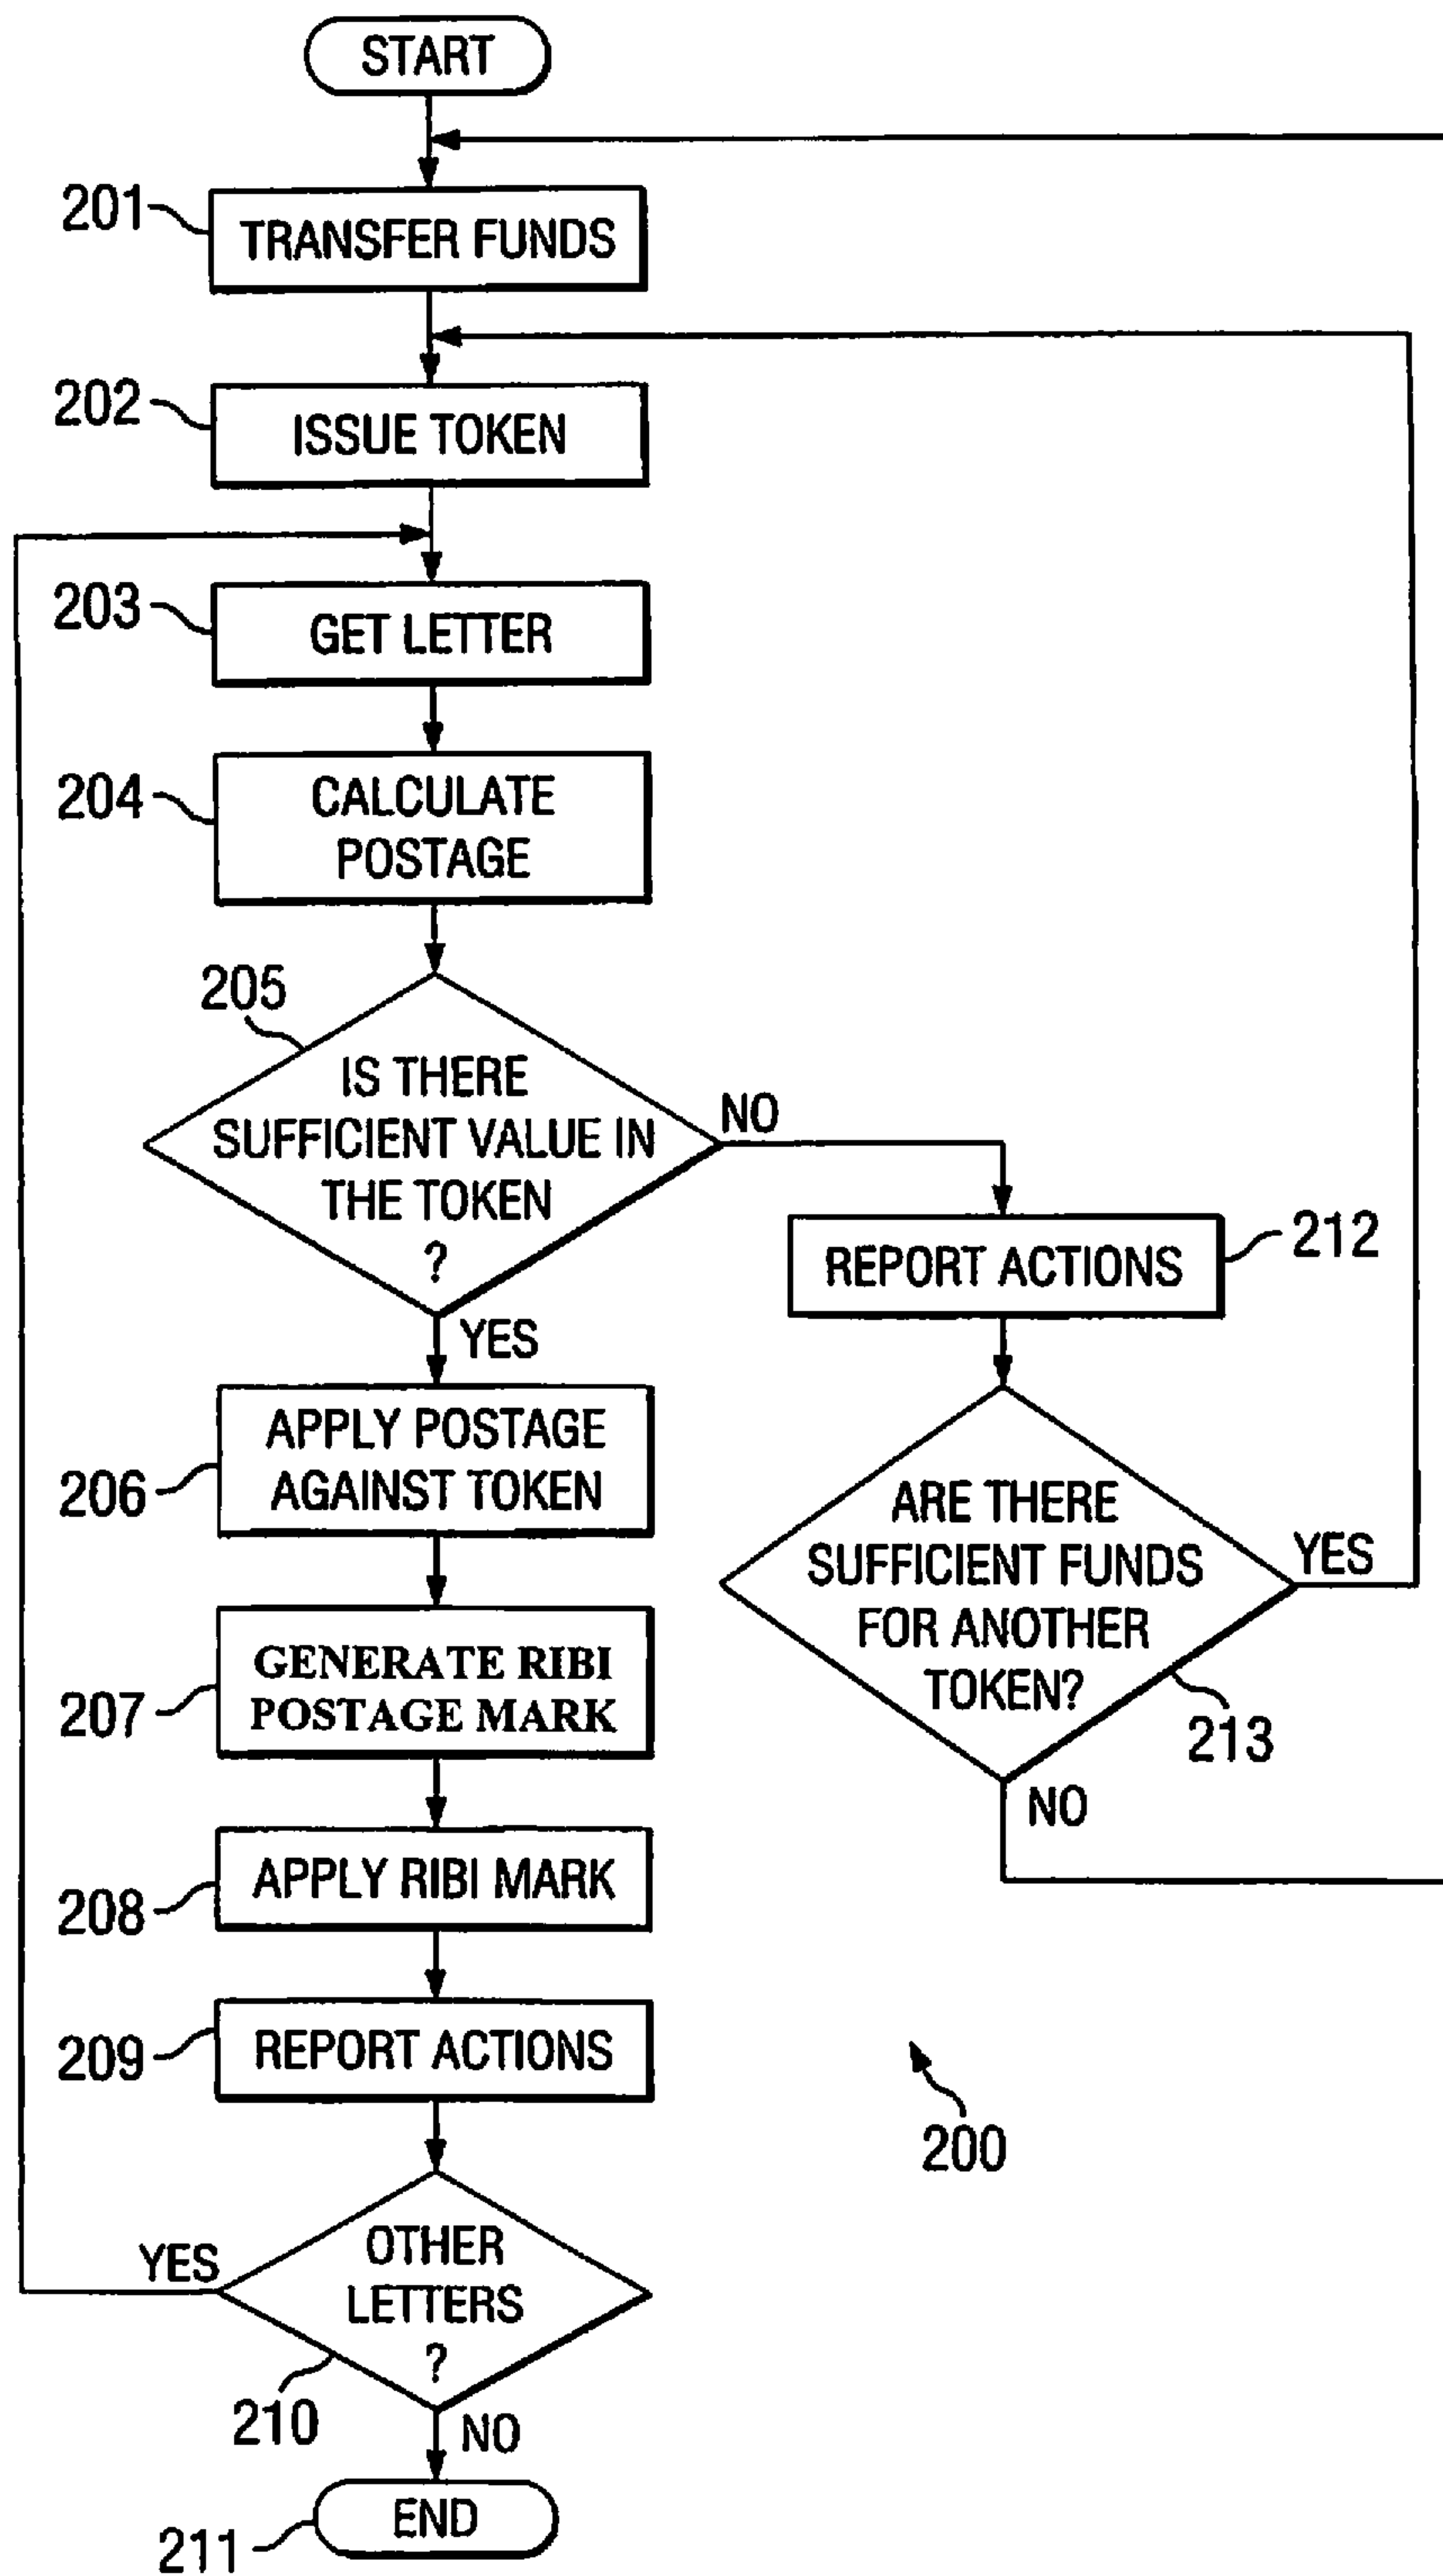 START
201
TRANSFER FUNDS
202
ISSUE TOKEN
203
GET LETTER
204
CALCULATE
POSTAGE
205
IS THERE
SUFFICIENT VALUE IN
THE TOKEN
?
NO
YES
212
REPORT ACTIONS
206
APPLY POSTAGE
AGAINST TOKEN
ARE THERE
SUFFICIENT FUNDS
FOR ANOTHER
TOKEN?
YES
213
NO
207
GENERATE RIBI
POSTAGE MARK
208
APPLY RIBI MARK
209
REPORT ACTIONS
200
OTHER
LETTERS
?
YES
210
NO
211
END